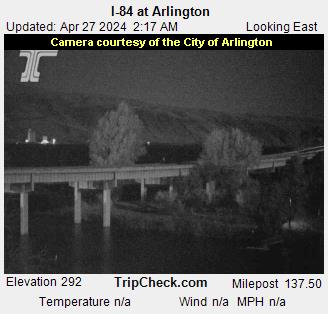 I-84 at Arlington
Updated: Apr 27 2024 2:17 AM Looking East
Camera courtesy of the City of Arlington
Elevation 292 TripCheck.com Milepost 137.50
Temperature n/a Wind n/a MPH n/a